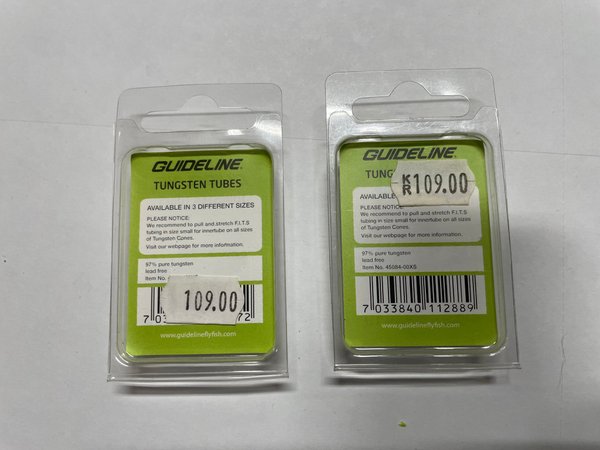 GUIDELINE
TUNGSTEN TUBES
AVAILABLE IN 3 DIFFERENT SIZES
PLEASE NOTICE:
We recommend to pull and stretch F.I.T.S
tubing in size small for innertube on all sizes
of Tungsten Cones.
Visit our webpage for more information.
97% pure tungsten
lead free
Item No.
109.00
www.guidelineflyfish.com
GUIDELINE
KR109.00
PLEASE NOTICE:
We recommend to pull and stretch F.I.T.S
tubing in size small for innertube on all sizes
of Tungsten Cones.
Visit our webpage for more information.
97% pure tungsten
lead free
Item No. 45084-00XS
7 033840 112889
www.guidelineflyfish.com